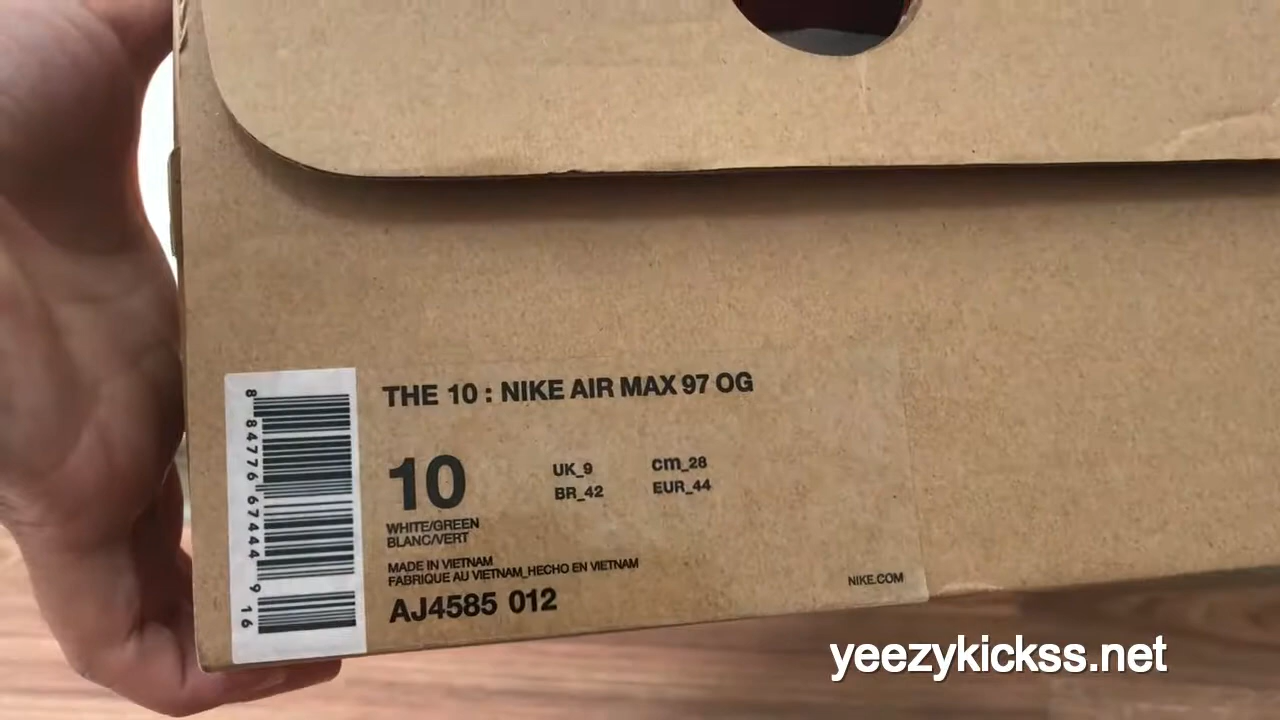 THE 10 : NIKE AIR MAX 97 OG
10
UK_9 cm_28
BR_42 EUR_44
WHITE/GREEN
BLANC/VERT
MADE IN VIETNAM
FABRIQUE AU VIETNAM_HECHO EN VIETNAM
AJ4585 012
NIKE.COM
8 84776 67444 9 16
yeezykickss.net